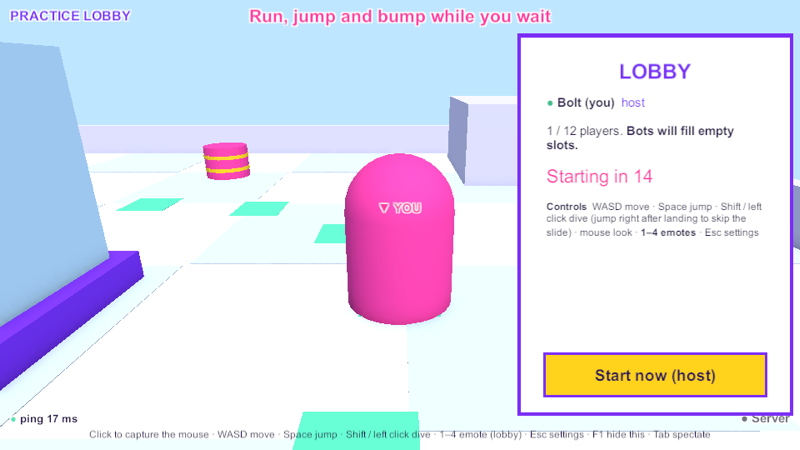 PRACTICE LOBBY
Run, jump and bump while you wait
LOBBY
● Bolt (you) host
1 / 12 players. Bots will fill empty
slots.
Starting in 14
Controls WASD move · Space jump · Shift / left
click dive (jump right after landing to skip the
slide) · mouse look · 1–4 emotes · Esc settings
▼ YOU
Start now (host)
● ping 17 ms
● Server
Click to capture the mouse · WASD move · Space jump · Shift / left click dive · 1–4 emote (lobby) · Esc settings · F1 hide this · Tab spectate